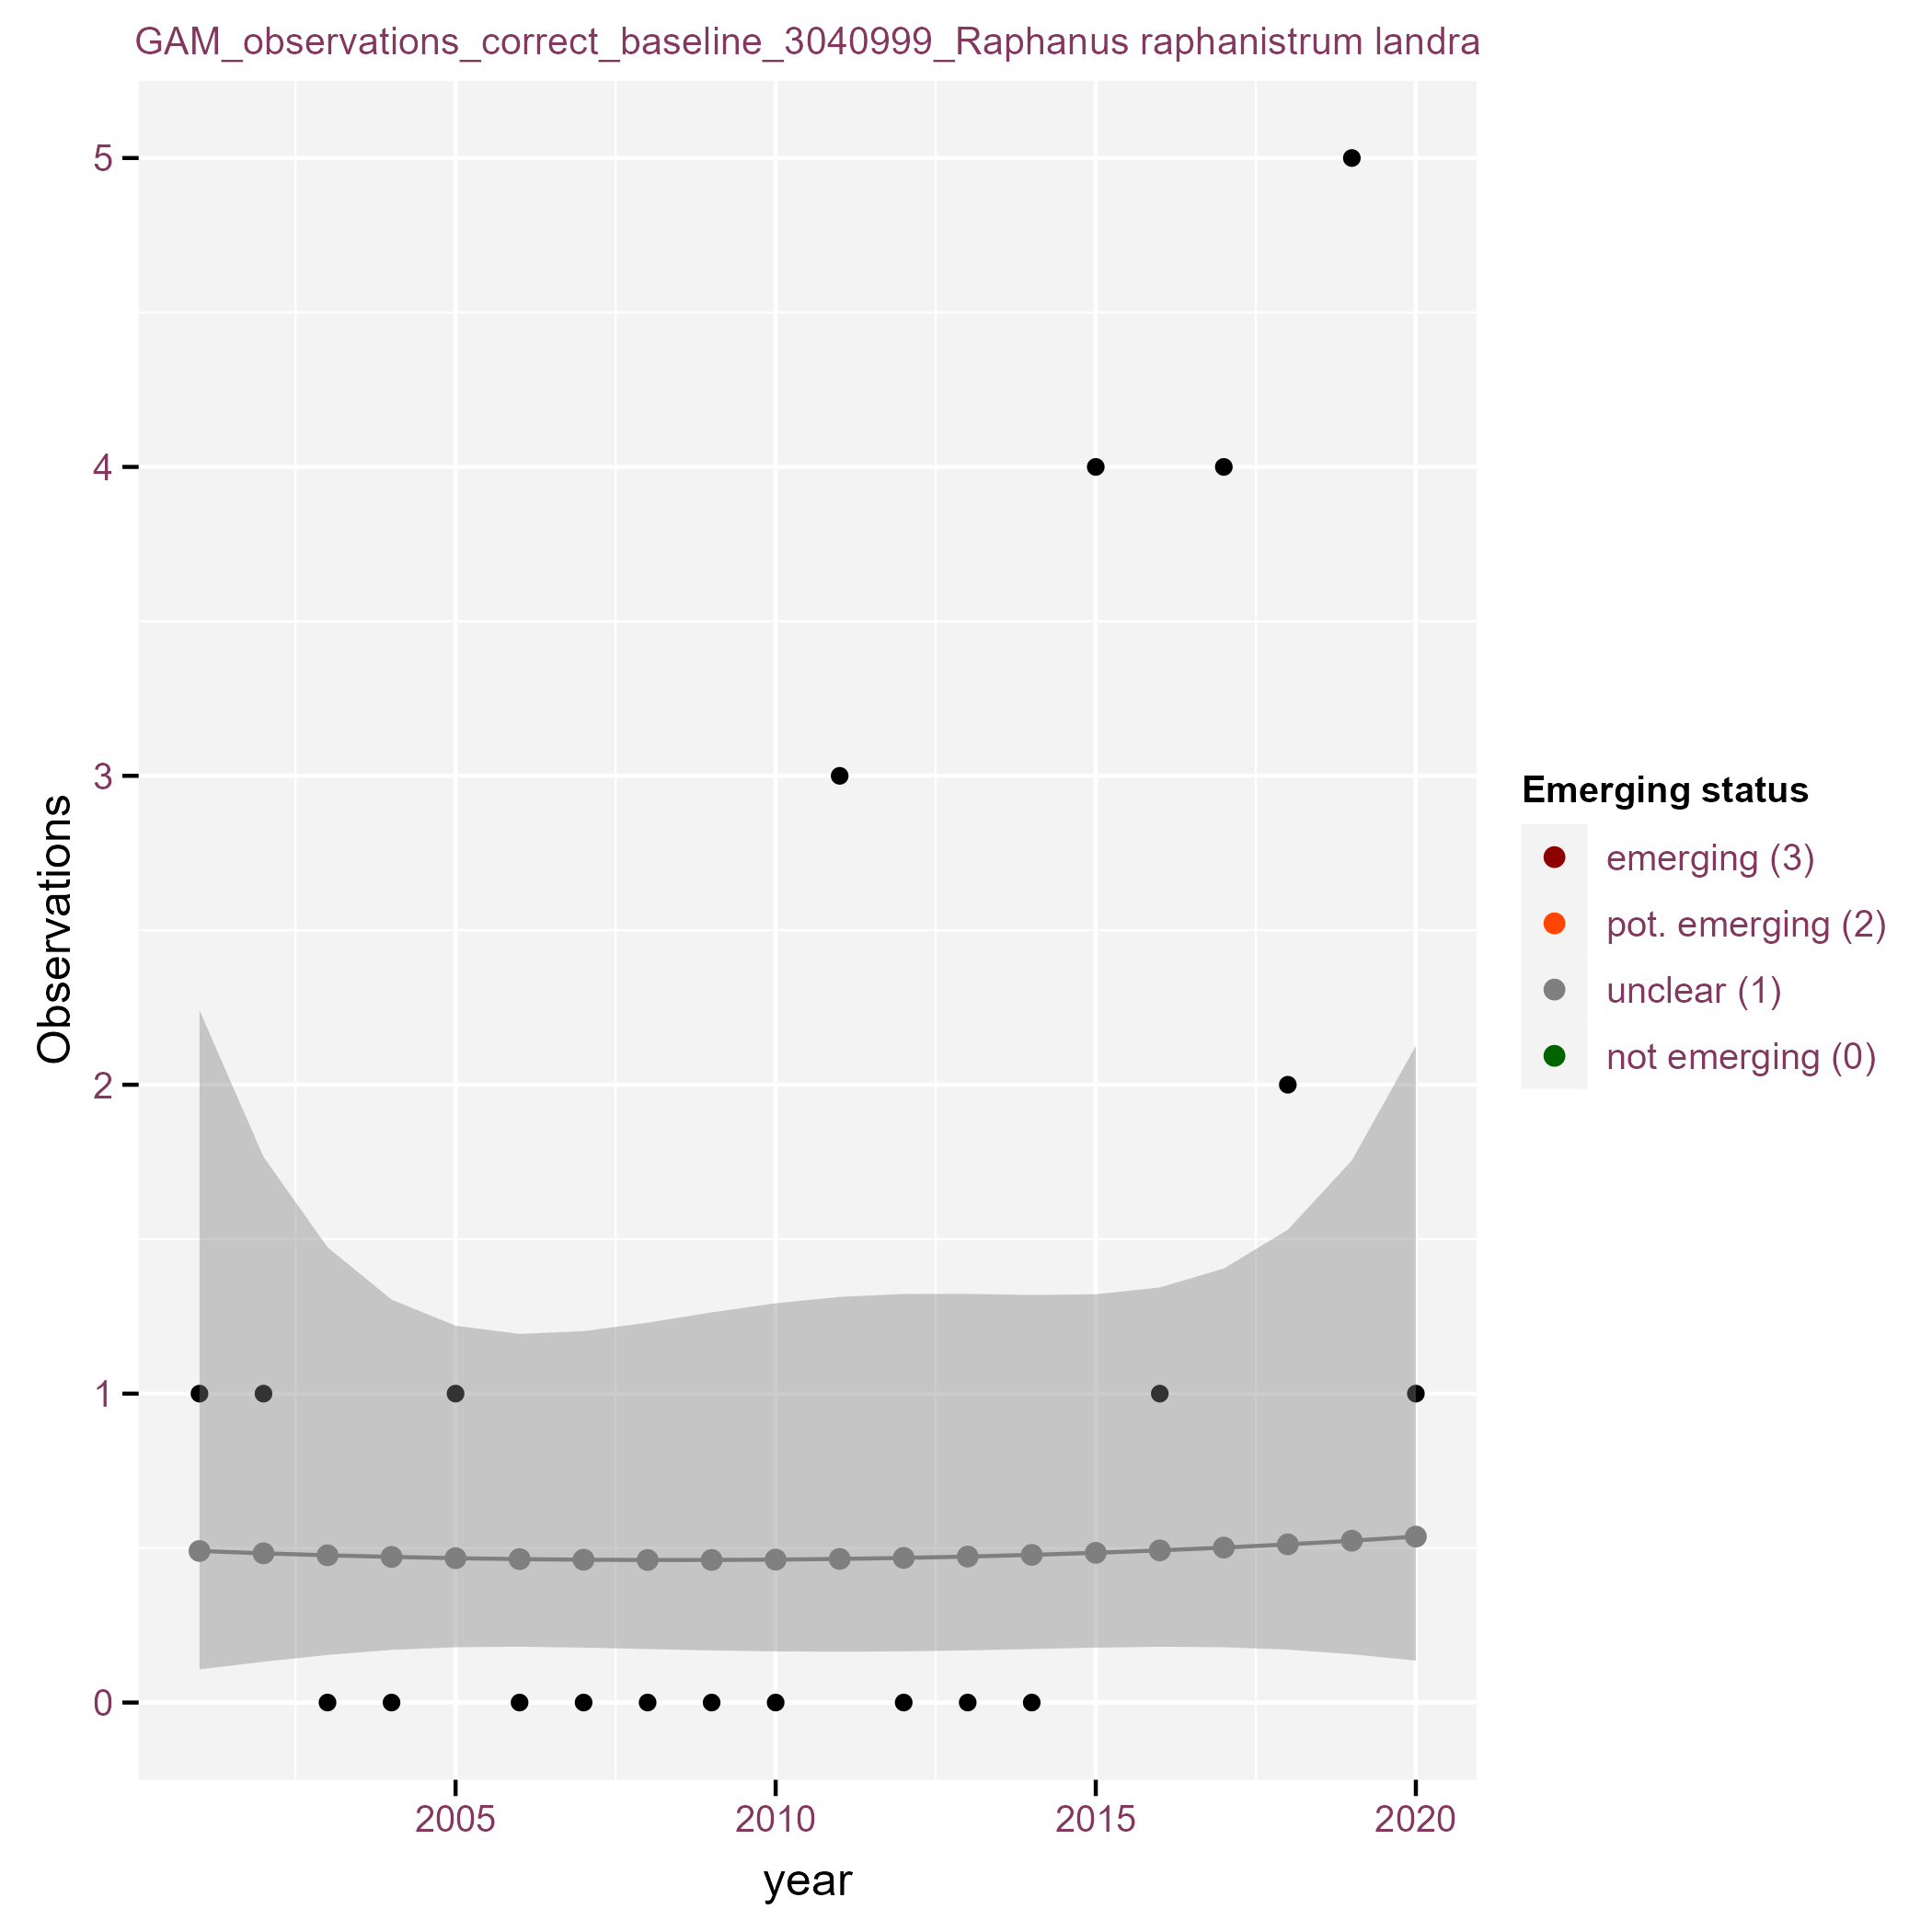 GAM_observations_correct_baseline_3040999_Raphanus raphanistrum landra
5
4
3
2
1
0
Observations
2005
2010
2015
2020
year
Emerging status
emerging (3)
pot. emerging (2)
unclear (1)
not emerging (0)